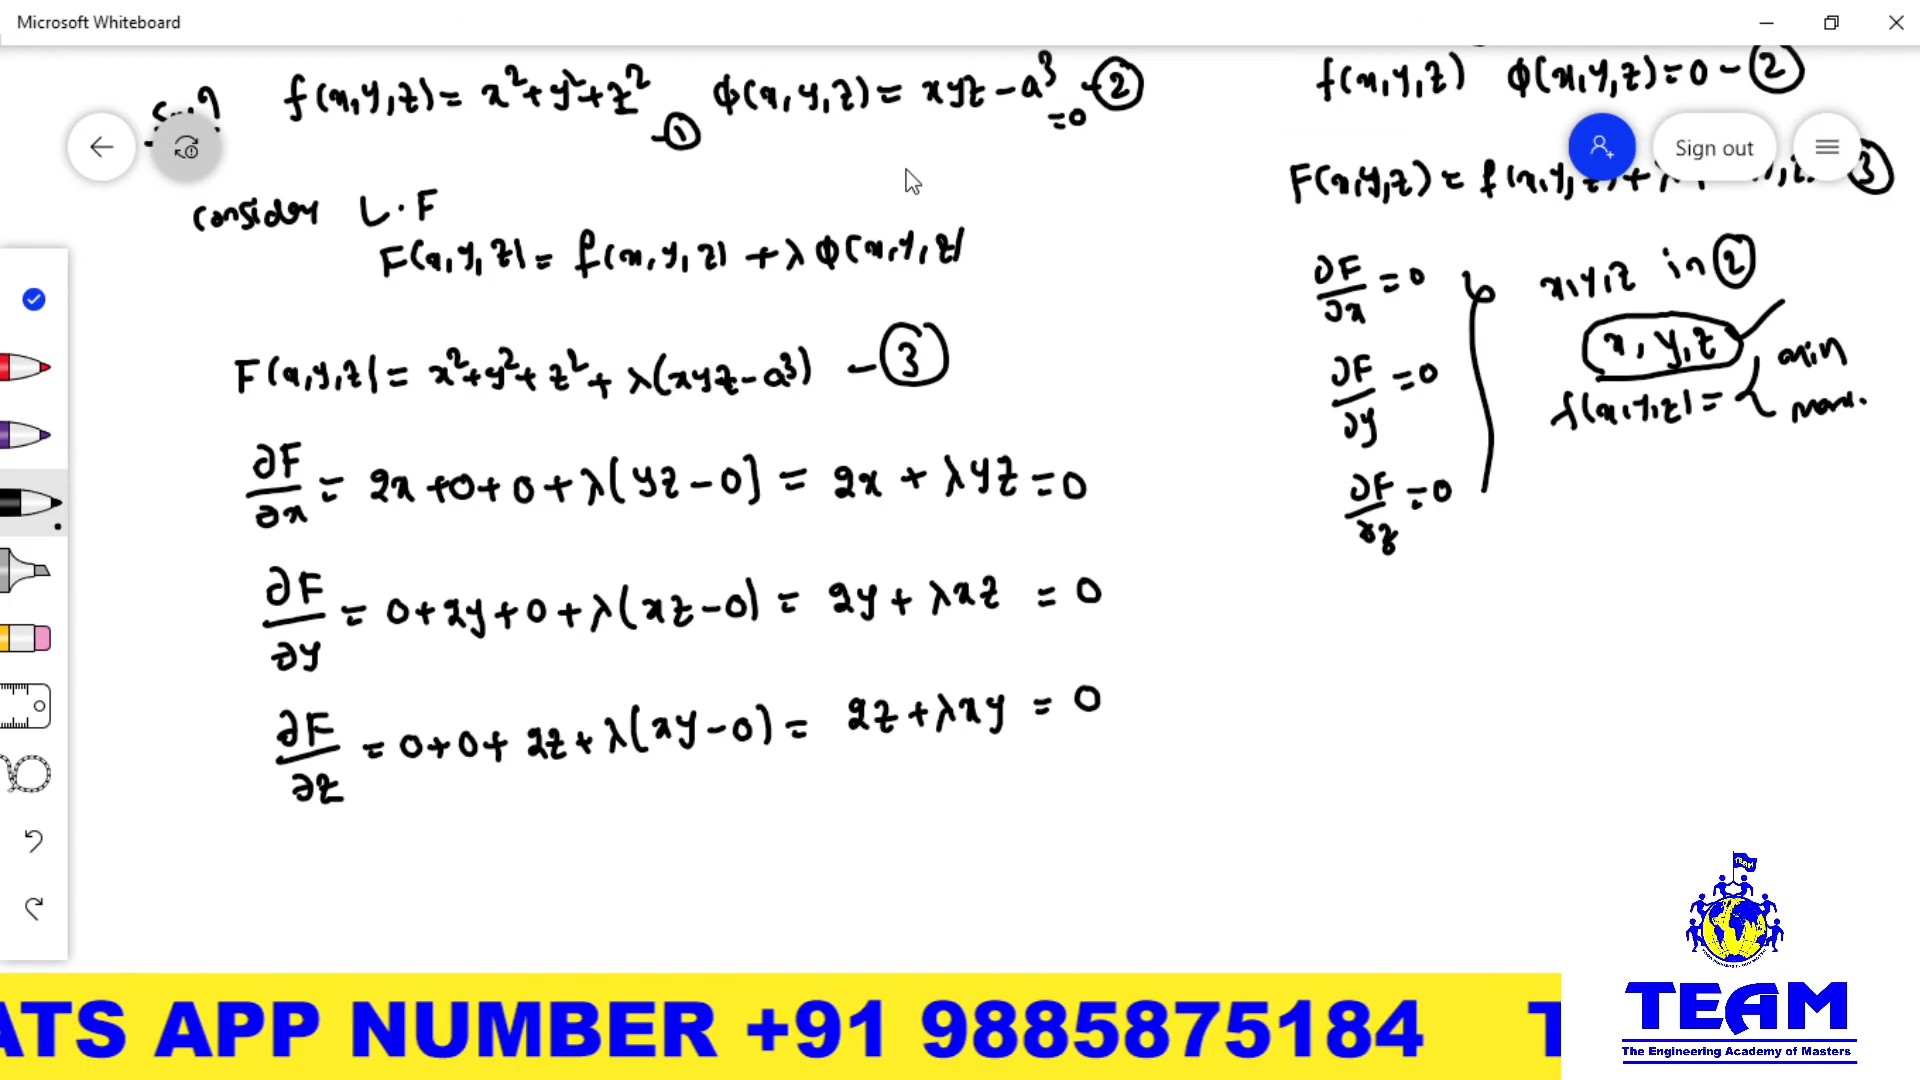 Microsoft Whiteboard
f(x,y,z) = x²+y²+z² -① φ(x,y,z) = xyz - a³ = 0 -②
Consider L.F
F(x,y,z) = f(x,y,z) + λ φ(x,y,z)
F(x,y,z) = x²+y²+z²+λ(xyz-a³) -③
∂F/∂x = 2x+0+0+λ(yz-0) = 2x+λyz = 0
∂F/∂y = 0+2y+0+λ(xz-0) = 2y+λxz = 0
∂F/∂z = 0+0+2z+λ(xy-0) = 2z+λxy = 0
f(x,y,z) φ(x,y,z)=0 -②
Sign out
F(x,y,z) = f(x,y,z)+ ③
∂F/∂x = 0
∂F/∂y = 0
∂F/∂z = 0
x,y,z in ②
x,y,z
f(x,y,z) = min
max.
ATS APP NUMBER +91 9885875184 T
TEAM
The Engineering Academy of Masters